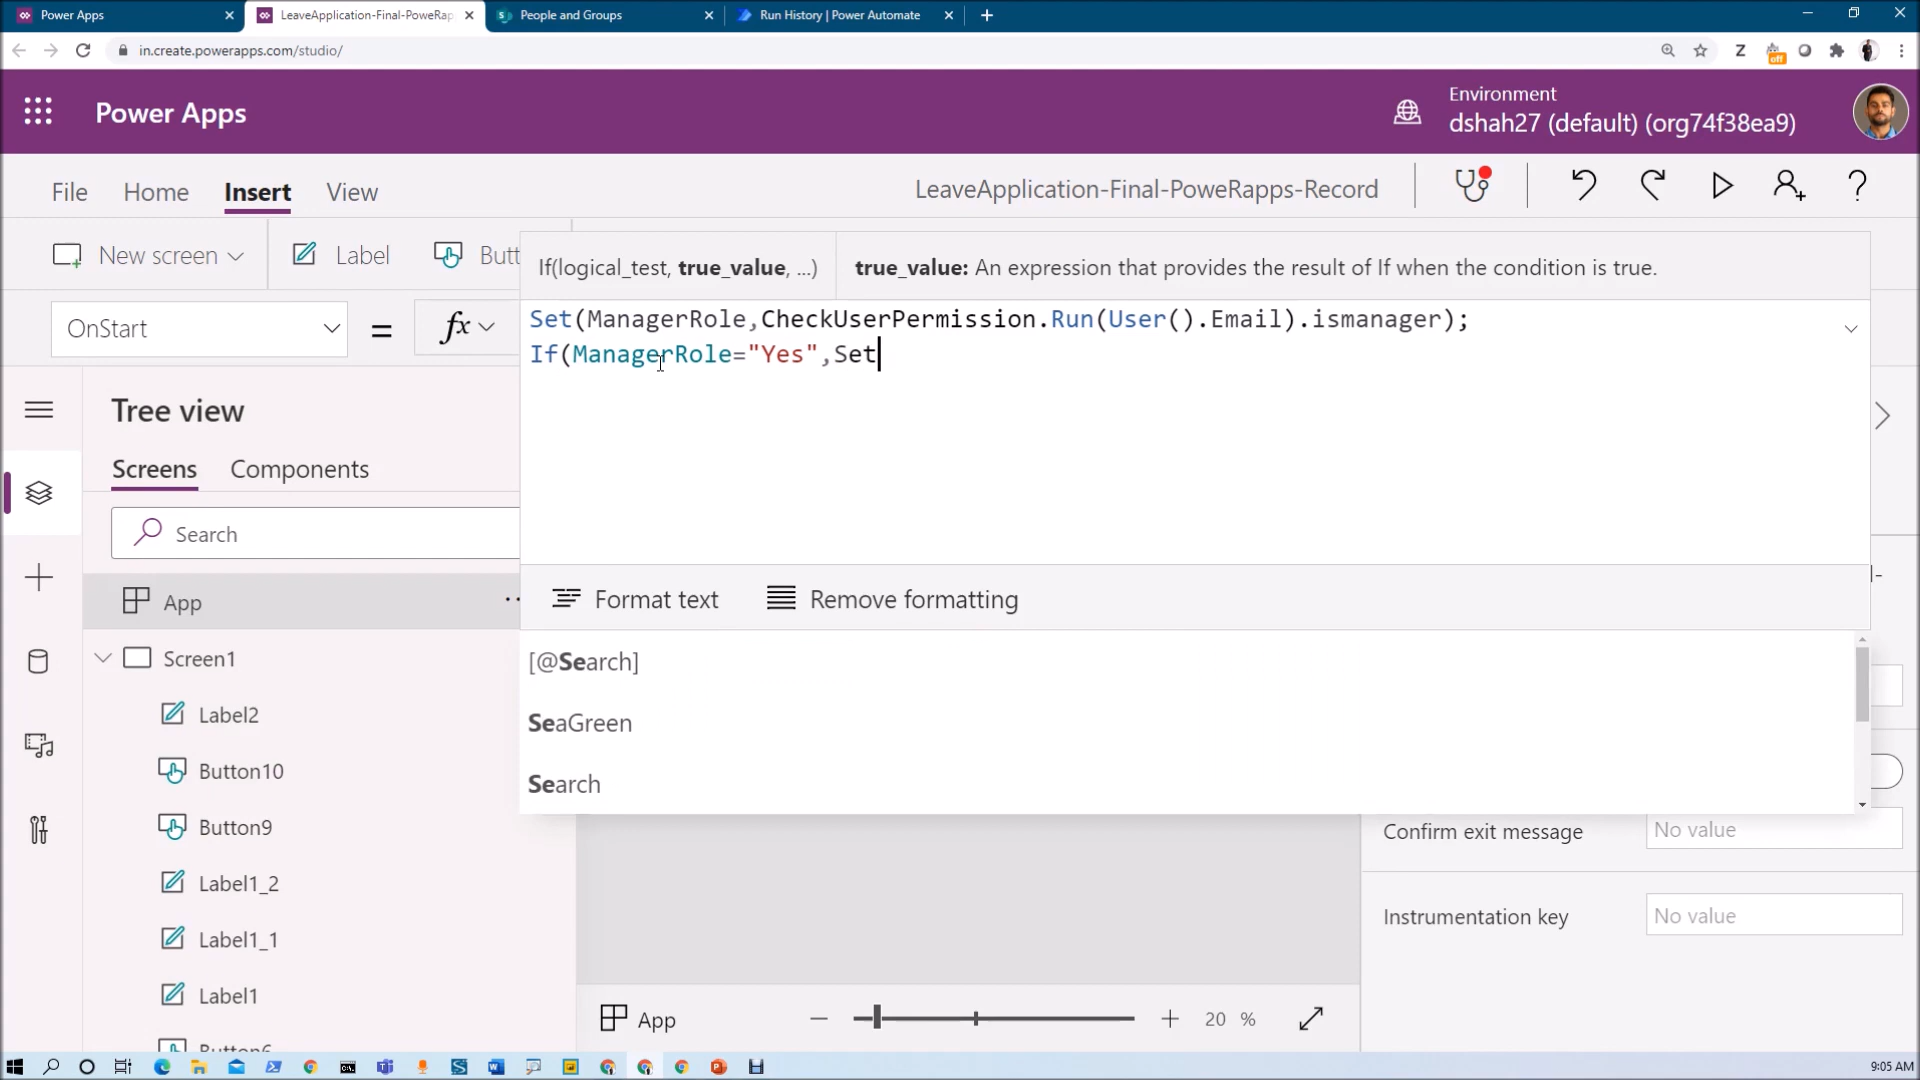 Power Apps
LeaveApplication-Final-PoweRap
People and Groups
Run History | Power Automate
in.create.powerapps.com/studio/
Z
off
Power Apps
Environment
dshah27 (default) (org74f38ea9)
File
Home
Insert
View
LeaveApplication-Final-PoweRapps-Record
New screen
Label
Butt
If(logical_test, true_value, ...)
true_value: An expression that provides the result of If when the condition is true.
OnStart
=
fx
Set(ManagerRole,CheckUserPermission.Run(User().Email).ismanager);
If(ManagerRole="Yes",Set
Tree view
Screens
Components
Search
Format text
Remove formatting
App
[@Search]
SeaGreen
Search
Screen1
Label2
Button10
Button9
Label1_2
Label1_1
Label1
Confirm exit message
No value
Instrumentation key
No value
App
20 %
9:05 AM